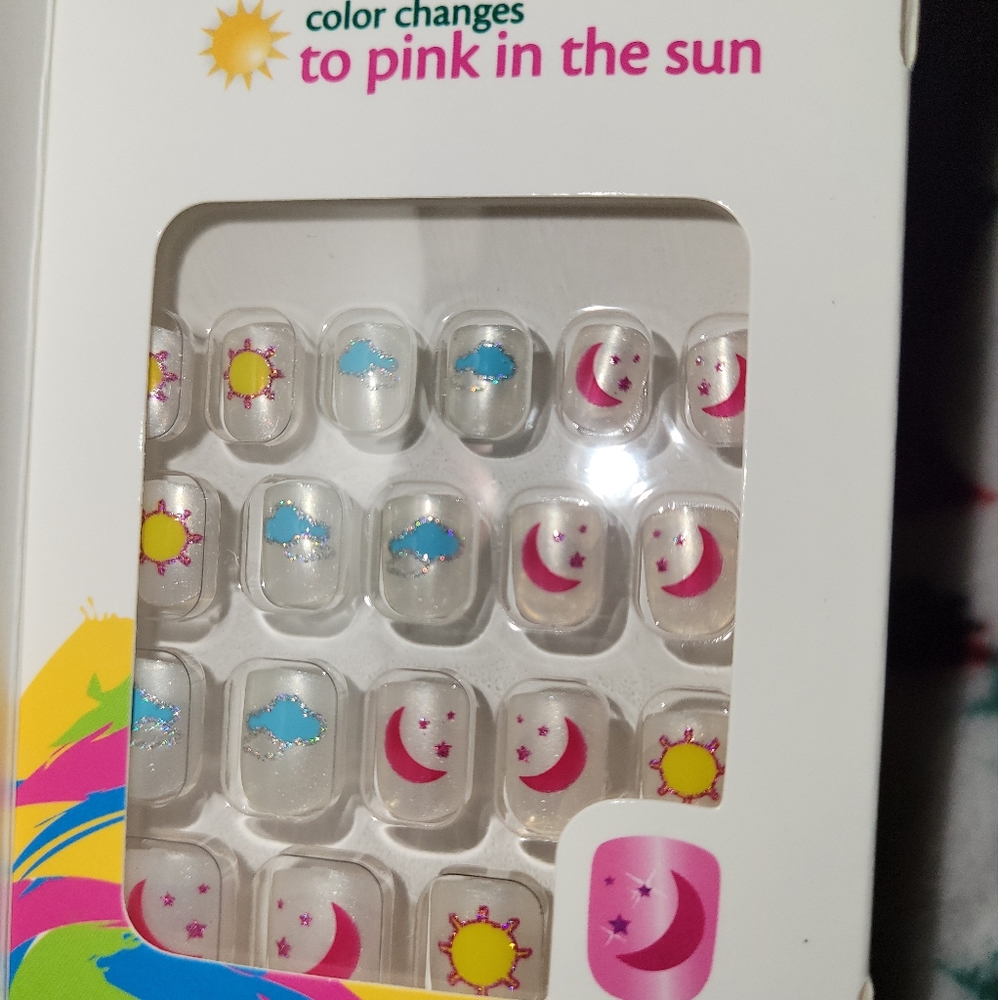 color changes
to pink in the sun